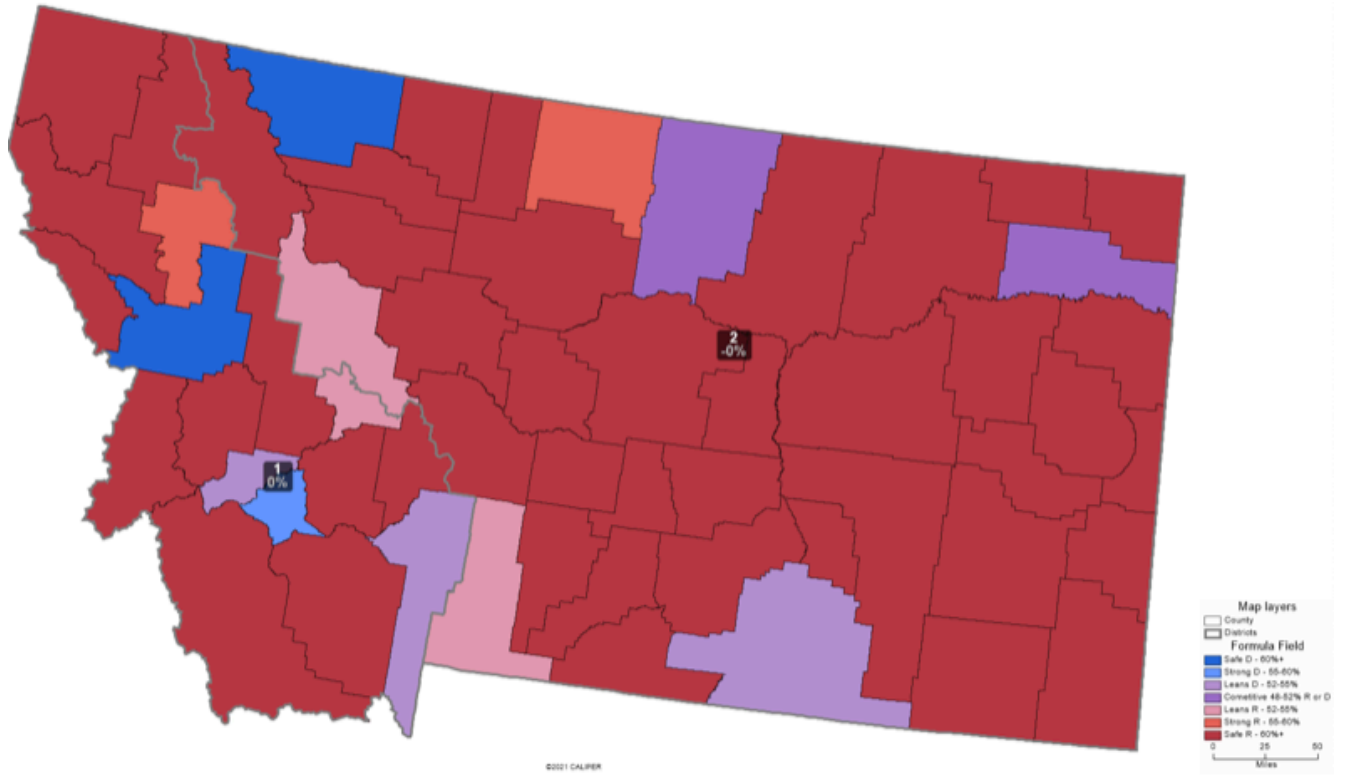 2
-0%
1
0%
Map layers
County
Districts
Formula Field
Safe D - 60%+
Strong D - 55-60%
Leans D - 52-55%
Cometitive 48-52% R or D
Leans R - 52-55%
Strong R - 55-60%
Safe R - 60%+
0 25 50
Miles
©2021 CALIPER